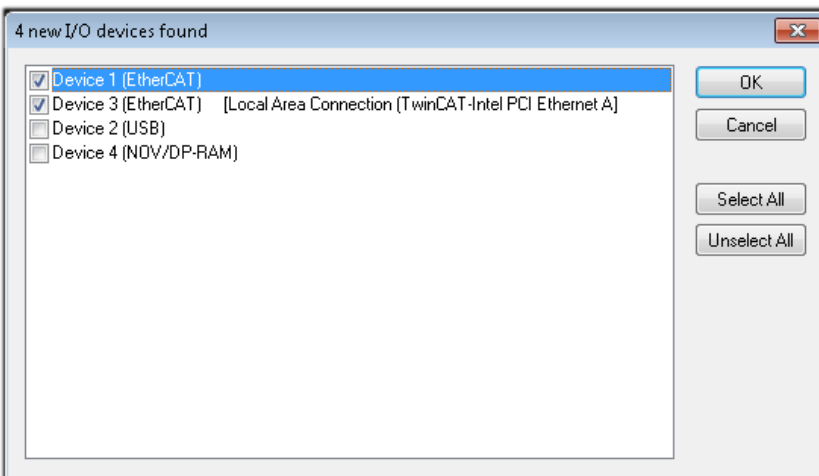 4 new I/O devices found
Device 1 (EtherCAT)
Device 3 (EtherCAT) [Local Area Connection (TwinCAT-Intel PCI Ethernet A]
Device 2 (USB)
Device 4 (NOV/DP-RAM)
OK
Cancel
Select All
Unselect All